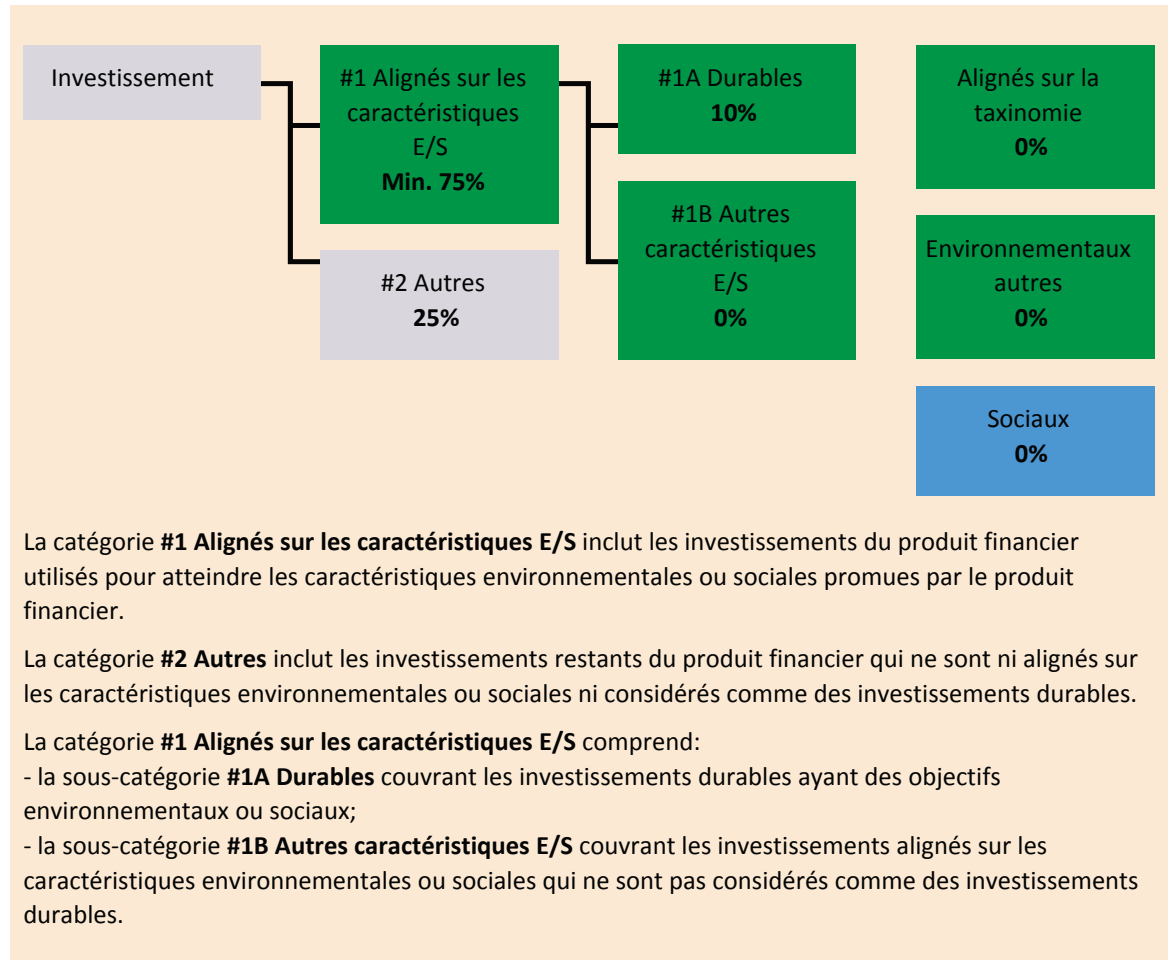 Investissement
#1 Alignés sur les
caractéristiques
E/S
Min. 75%
#2 Autres
25%
#1A Durables
10%
#1B Autres
caractéristiques
E/S
0%
Alignés sur la
taxinomie
0%
Environnementaux
autres
0%
Sociaux
0%
La catégorie #1 Alignés sur les caractéristiques E/S inclut les investissements du produit financier
utilisés pour atteindre les caractéristiques environnementales ou sociales promues par le produit
financier.
La catégorie #2 Autres inclut les investissements restants du produit financier qui ne sont ni alignés sur
les caractéristiques environnementales ou sociales ni considérés comme des investissements durables.
La catégorie #1 Alignés sur les caractéristiques E/S comprend:
- la sous-catégorie #1A Durables couvrant les investissements durables ayant des objectifs
environnementaux ou sociaux;
- la sous-catégorie #1B Autres caractéristiques E/S couvrant les investissements alignés sur les
caractéristiques environnementales ou sociales qui ne sont pas considérés comme des investissements
durables.